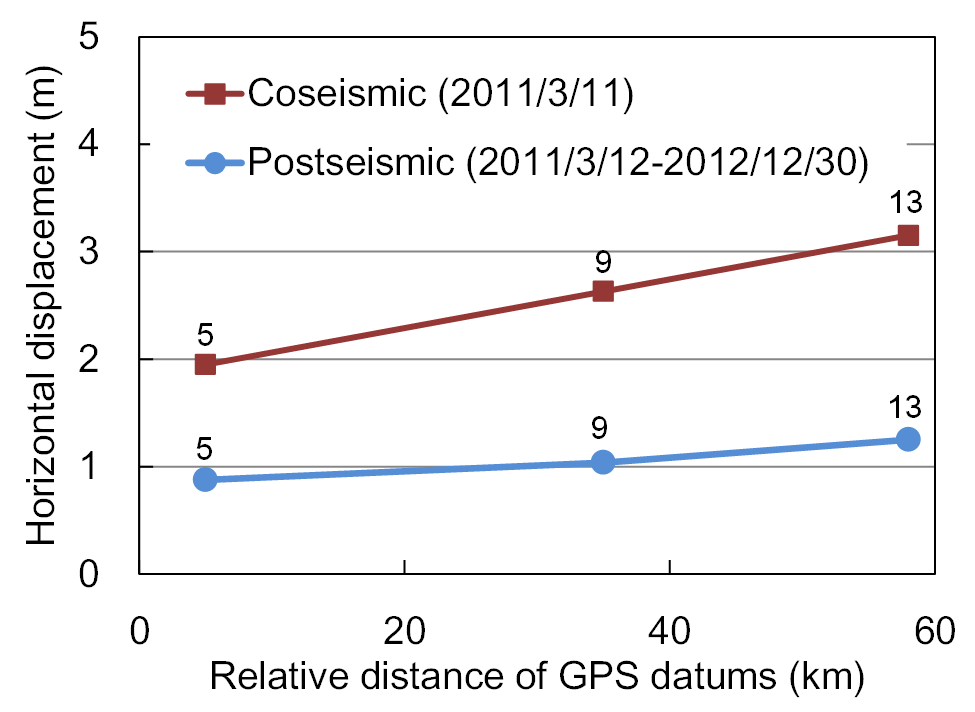 5
Coseismic (2011/3/11)
4
Postseismic (2011/3/12-2012/12/30)
13
3
9
5
2
13
9
5
1
0
0 20 40 60
Horizontal displacement (m)
Relative distance of GPS datums (km)